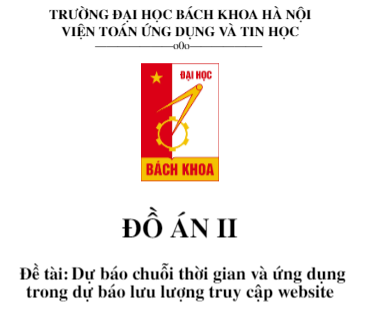 TRƯỜNG ĐẠI HỌC BÁCH KHOA HÀ NỘI
VIỆN TOÁN ỨNG DỤNG VÀ TIN HỌC
———————o0o———————
ĐẠI HỌC
BÁCH KHOA
ĐỒ ÁN II
Đề tài: Dự báo chuỗi thời gian và ứng dụng
trong dự báo lưu lượng truy cập website